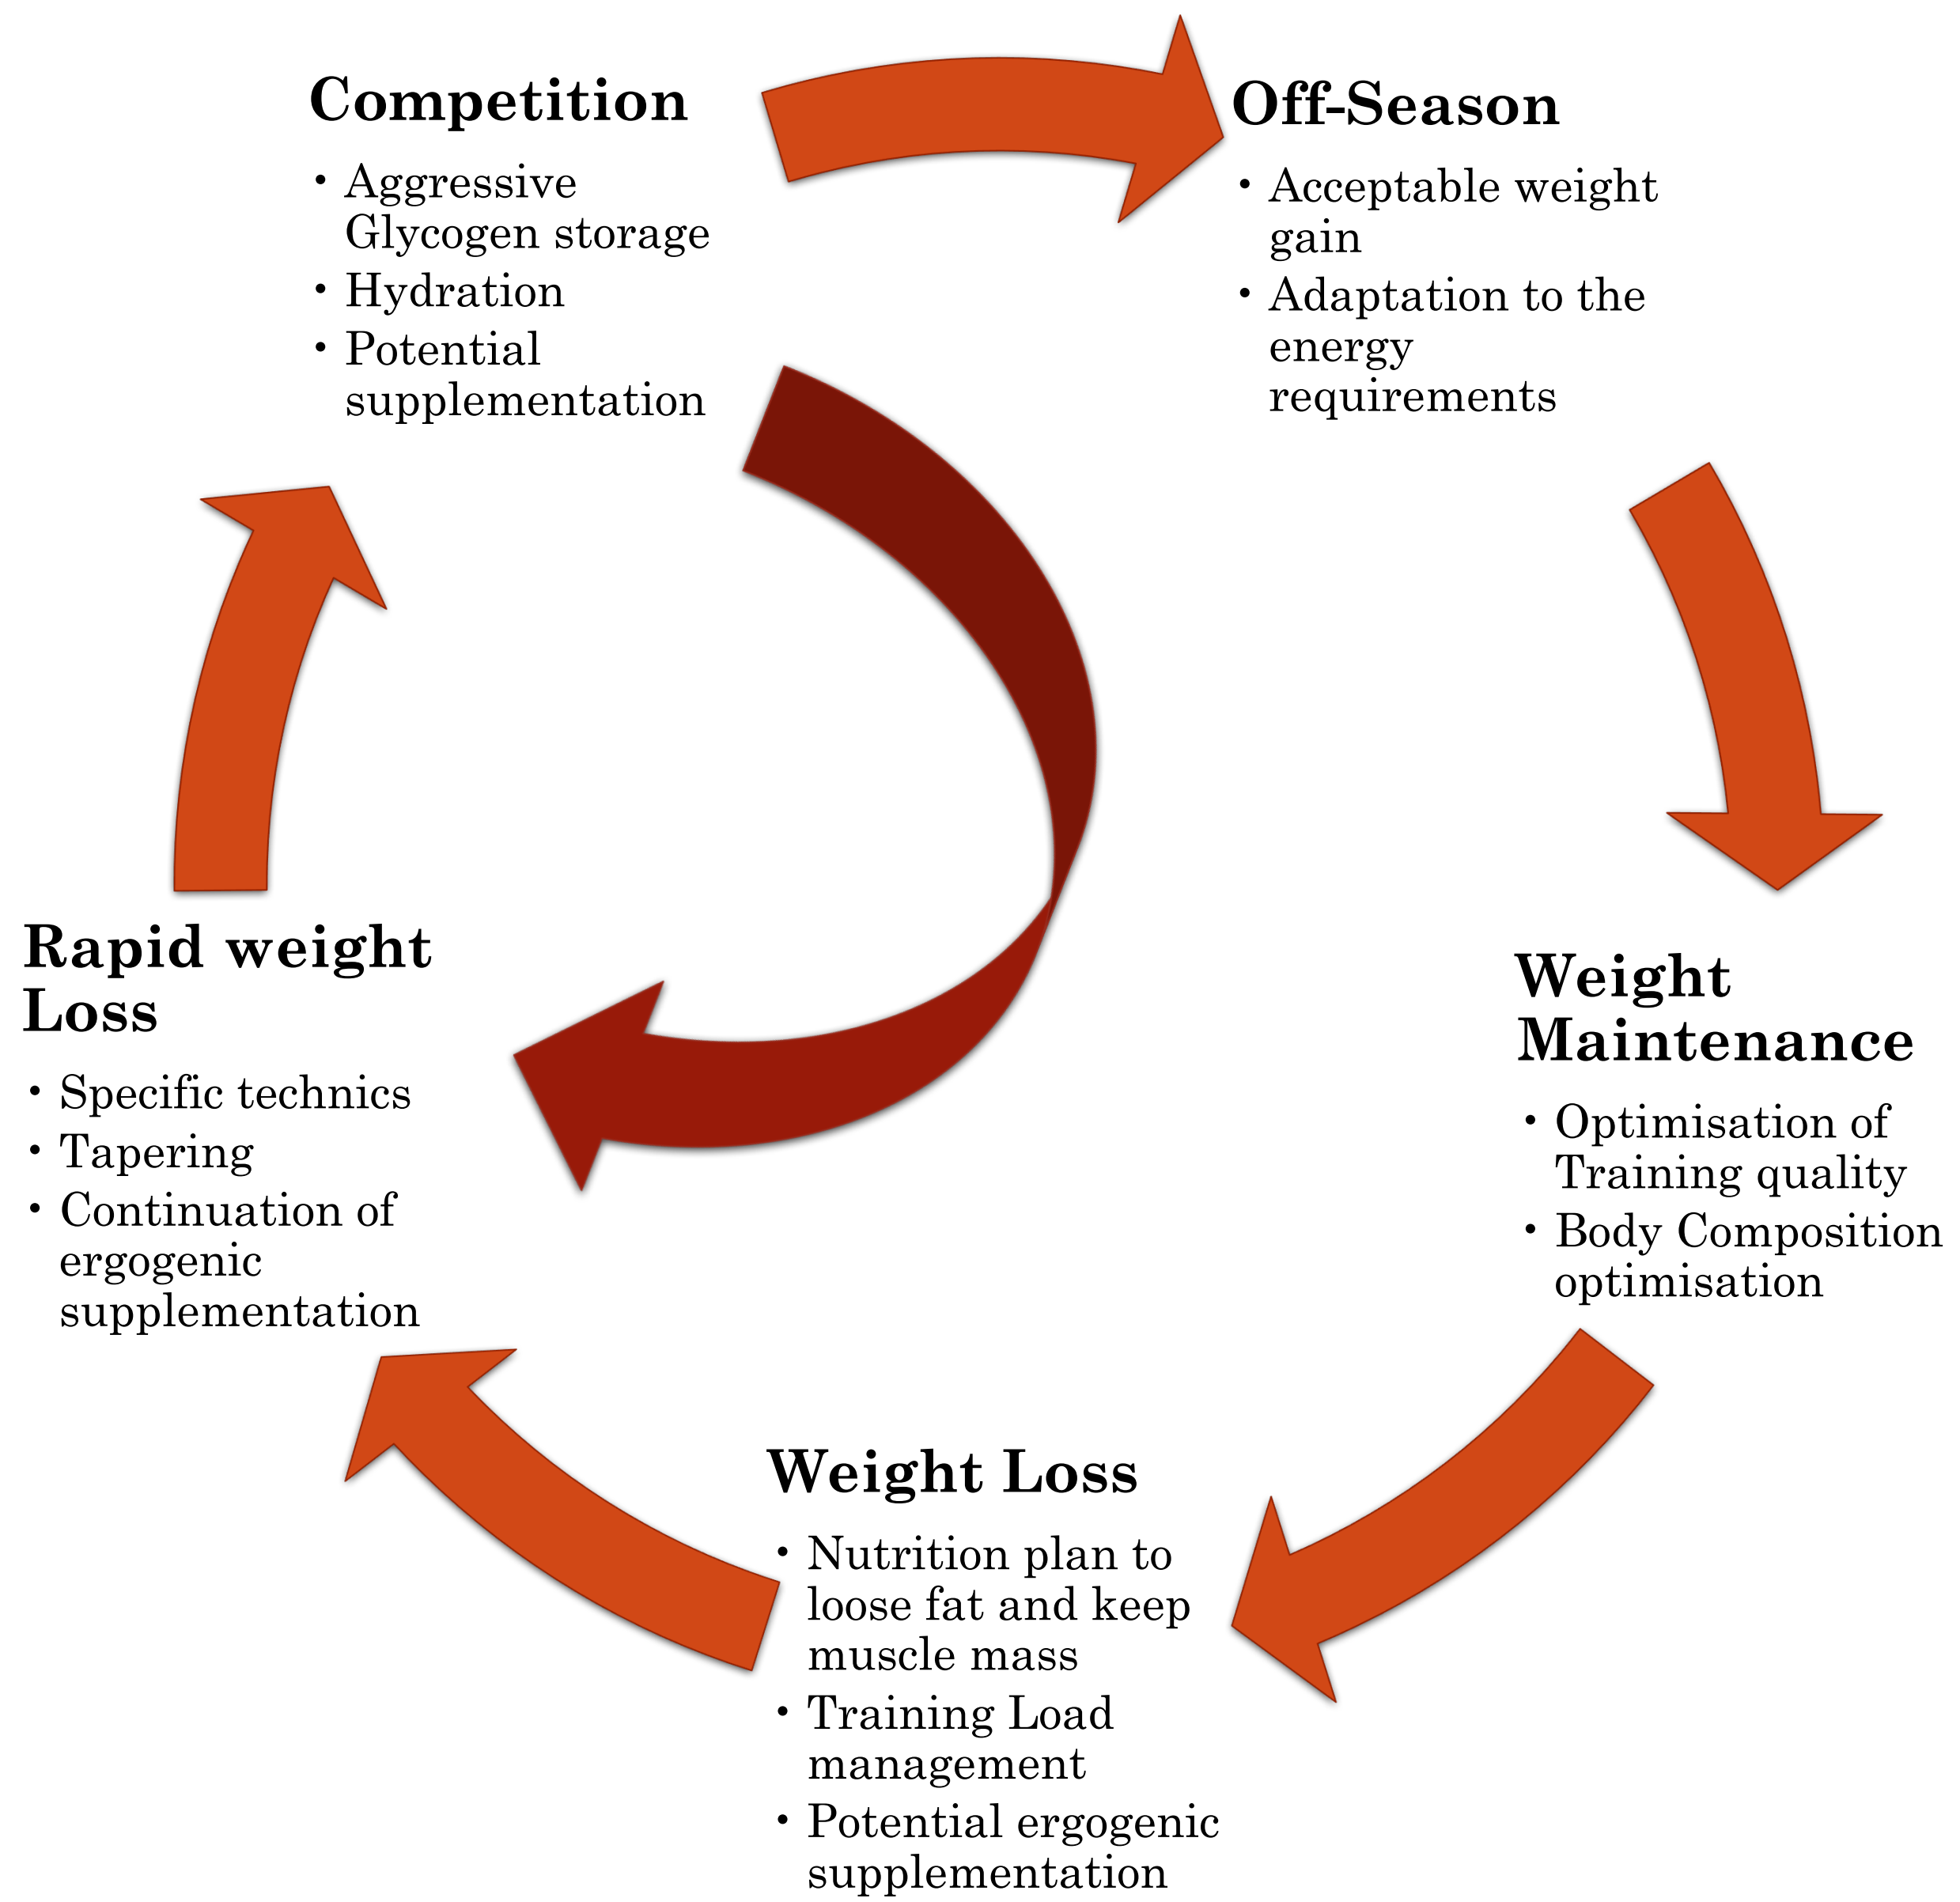 Competition
• Aggressive
Glycogen storage
• Hydration
• Potential
supplementation
Off-Season
• Acceptable weight
gain
• Adaptation to the
energy
requirements
Weight
Maintenance
• Optimisation of
Training quality
• Body Composition
optimisation
Weight Loss
• Nutrition plan to
loose fat and keep
muscle mass
• Training Load
management
• Potential ergogenic
supplementation
Rapid weight
Loss
• Specific technics
• Tapering
• Continuation of
ergogenic
supplementation